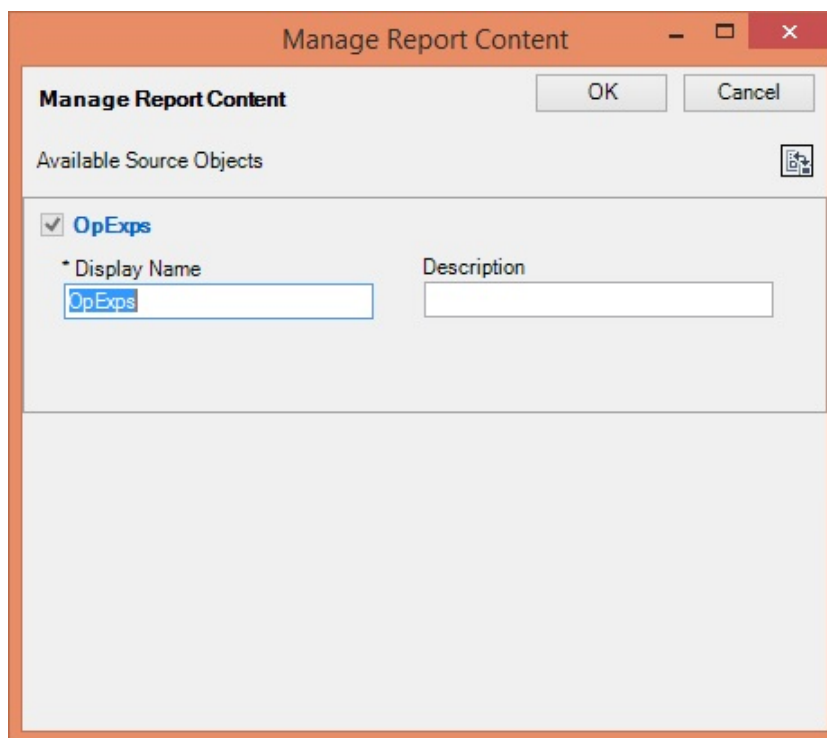 Manage Report Content
Manage Report Content OK Cancel
Available Source Objects
OpExps
* Display Name Description
OpExps